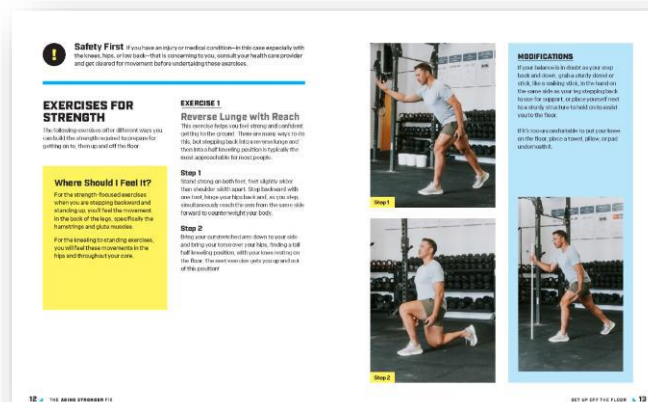 !
Safety First If you have an injury or medical condition—in this case especially with
the knees, hips, or low back—that is concerning to you, consult your health care provider
and get cleared for movement before undertaking these exercises.
EXERCISES FOR
STRENGTH
The following exercises offer different ways you
can build the strength required to prepare for
getting on to, then up and off the floor.
Where Should I Feel It?
For the strength-focused exercises
when you are stepping backward and
standing up, you'll feel the movement
in the back of the legs, specifically the
hamstrings and glute muscles.
For the kneeling to standing exercises,
you will feel these movements in the
hips and throughout your core.
EXERCISE 1
Reverse Lunge with Reach
This exercise helps you feel strong and confident
getting to the ground. There are many ways to do
this, but stepping back into a reverse lunge and
then into a half kneeling position is typically the
most approachable for most people.
Step 1
Stand strong on both feet, feet slightly wider
than shoulder width apart. Step backward with
one foot, hinge your hips back and, as you step,
simultaneously reach the arm from the same side
forward to counterweight your body.
Step 2
Bring your outstretched arm down to your side
and bring your torso over your hips, finding a tall
half kneeling position, with your knee resting on
the floor. The next exercise gets you up and out
of this position!
12 THE AGING STRONGER FIX
Step 1
Step 2
MODIFICATIONS
If your balance is in doubt as your step
back and down, grab a sturdy dowel or
stick, like a walking stick, in the hand on
the same side as your leg stepping back
to use for support, or place yourself next
to a sturdy structure to hold on to assist
you to the floor.
If it's too uncomfortable to put your knee
on the floor, place a towel, pillow, or pad
underneath it.
GET UP OFF THE FLOOR 13